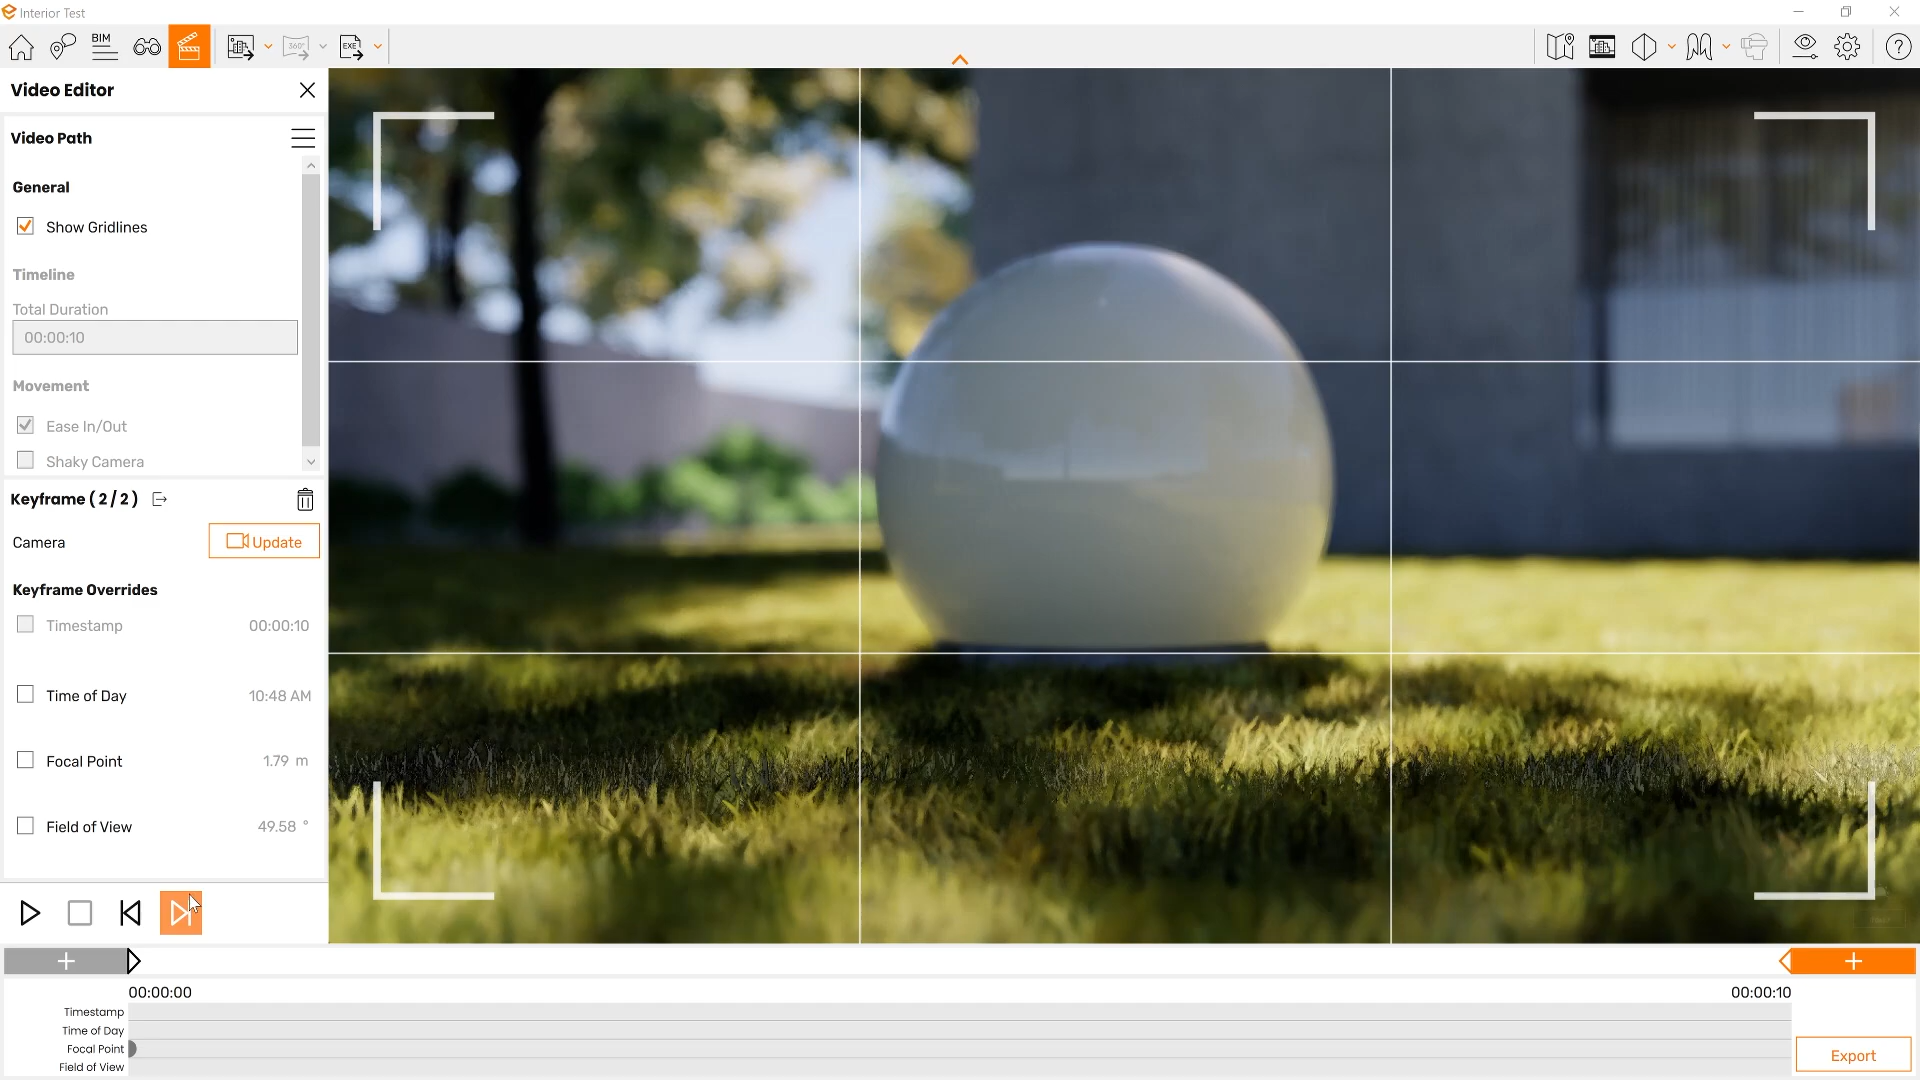 Interior Test
BIM
360°
EXE
?
Video Editor
Video Path
General
Show Gridlines
Timeline
Total Duration
00:00:10
Movement
Ease In/Out
Shaky Camera
Keyframe ( 2 / 2 )
Camera
Update
Keyframe Overrides
Timestamp 00:00:10
Time of Day 10:48 AM
Focal Point 1.79 m
Field of View 49.58 °
00:00:00 00:00:10
Timestamp
Time of Day
Focal Point
Field of View
Export